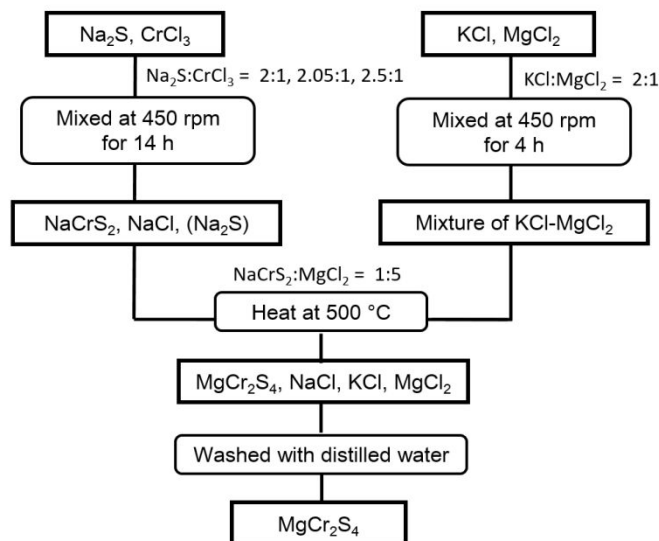 Na₂S, CrCl₃
Na₂S:CrCl₃ = 2:1, 2.05:1, 2.5:1
Mixed at 450 rpm
for 14 h
NaCrS₂, NaCl, (Na₂S)
KCl, MgCl₂
KCl:MgCl₂ = 2:1
Mixed at 450 rpm
for 4 h
Mixture of KCl-MgCl₂
NaCrS₂:MgCl₂ = 1:5
Heat at 500 °C
MgCr₂S₄, NaCl, KCl, MgCl₂
Washed with distilled water
MgCr₂S₄